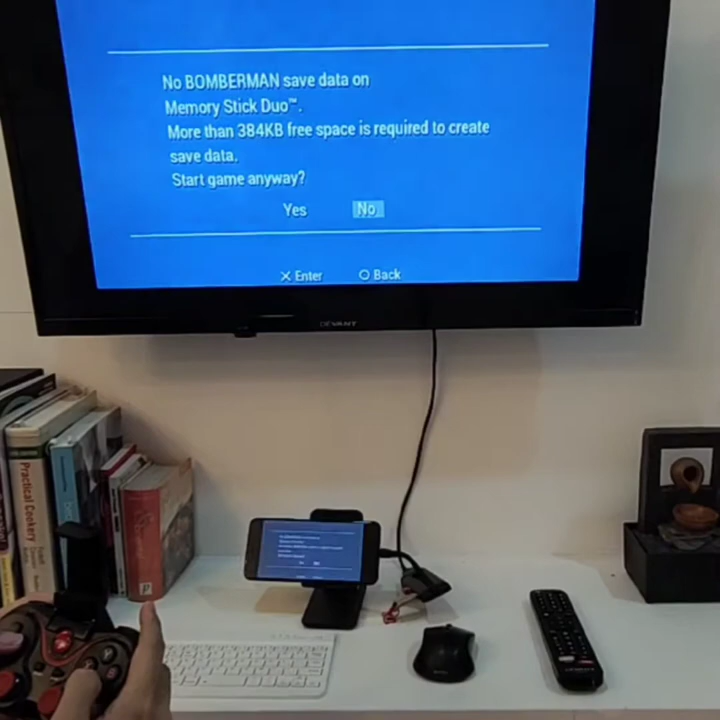 No BOMBERMAN save data on
Memory Stick Duo™.
More than 384KB free space is required to create
save data.
Start game anyway?
Yes No
X Enter O Back
DEVANT
Practical Cookery